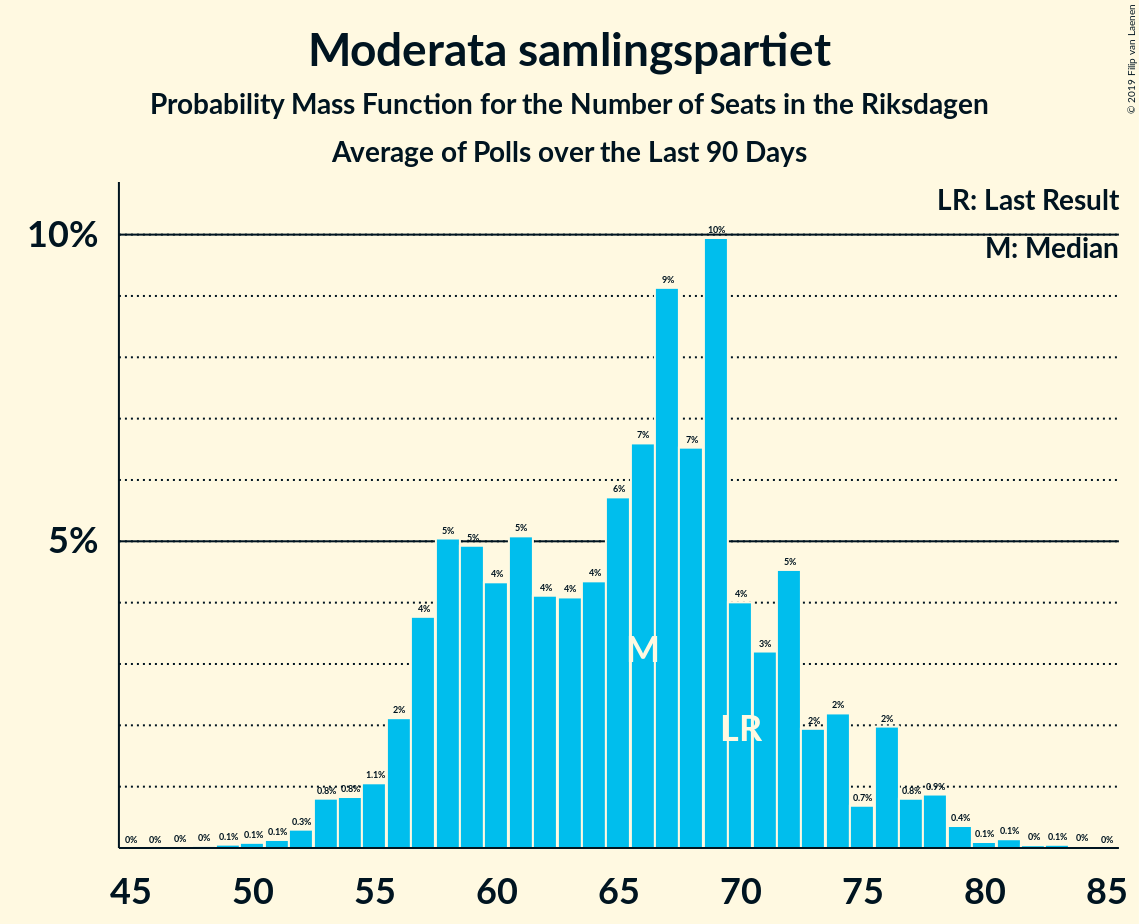 Moderata samlingspartiet
Probability Mass Function for the Number of Seats in the Riksdagen
Average of Polls over the Last 90 Days
© 2019 Filip van Laenen
LR: Last Result
M: Median
10%
5%
0% 0% 0% 0% 0.1% 0.1% 0.1% 0.3% 0.8% 0.8% 1.1% 2% 4% 5% 5% 4% 5% 4% 4% 4% 6% 7% 9% 7% 10% 4% 3% 5% 2% 2% 0.7% 2% 0.8% 0.9% 0.4% 0.1% 0.1% 0% 0.1% 0% 0%
M
LR
45 50 55 60 65 70 75 80 85